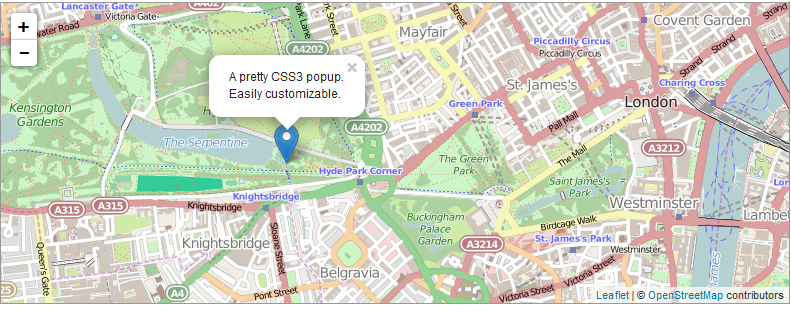 Lancaster Gate
Victoria Gate
A402
Water Road
Park Lane
Street
+
−
A4202
Mayfair
Piccadilly Circus
Piccadilly Circus
Covent Garden
Strand
Strand
A pretty CSS3 popup.
Easily customizable.
×
St. James's
Charing Cross
Kensington
Gardens
H
Green Park
London
Pall Mall
A4202
The Serpentine
The Mall
A3212
The Green
Park
Hyde Park Corner
Saint James's
Park
Knightsbridge
Knightsbridge
A315
A315
Westminster
Lambet
Buckingham
Palace
Garden
Birdcage Walk
St. James's Park
Westminster
A3214
Knightsbridge
Sloane Street
Queen's Gate
Belgravia
A4
Pont Street
Victoria Street
Victoria Street
Leaflet | © OpenStreetMap contributors